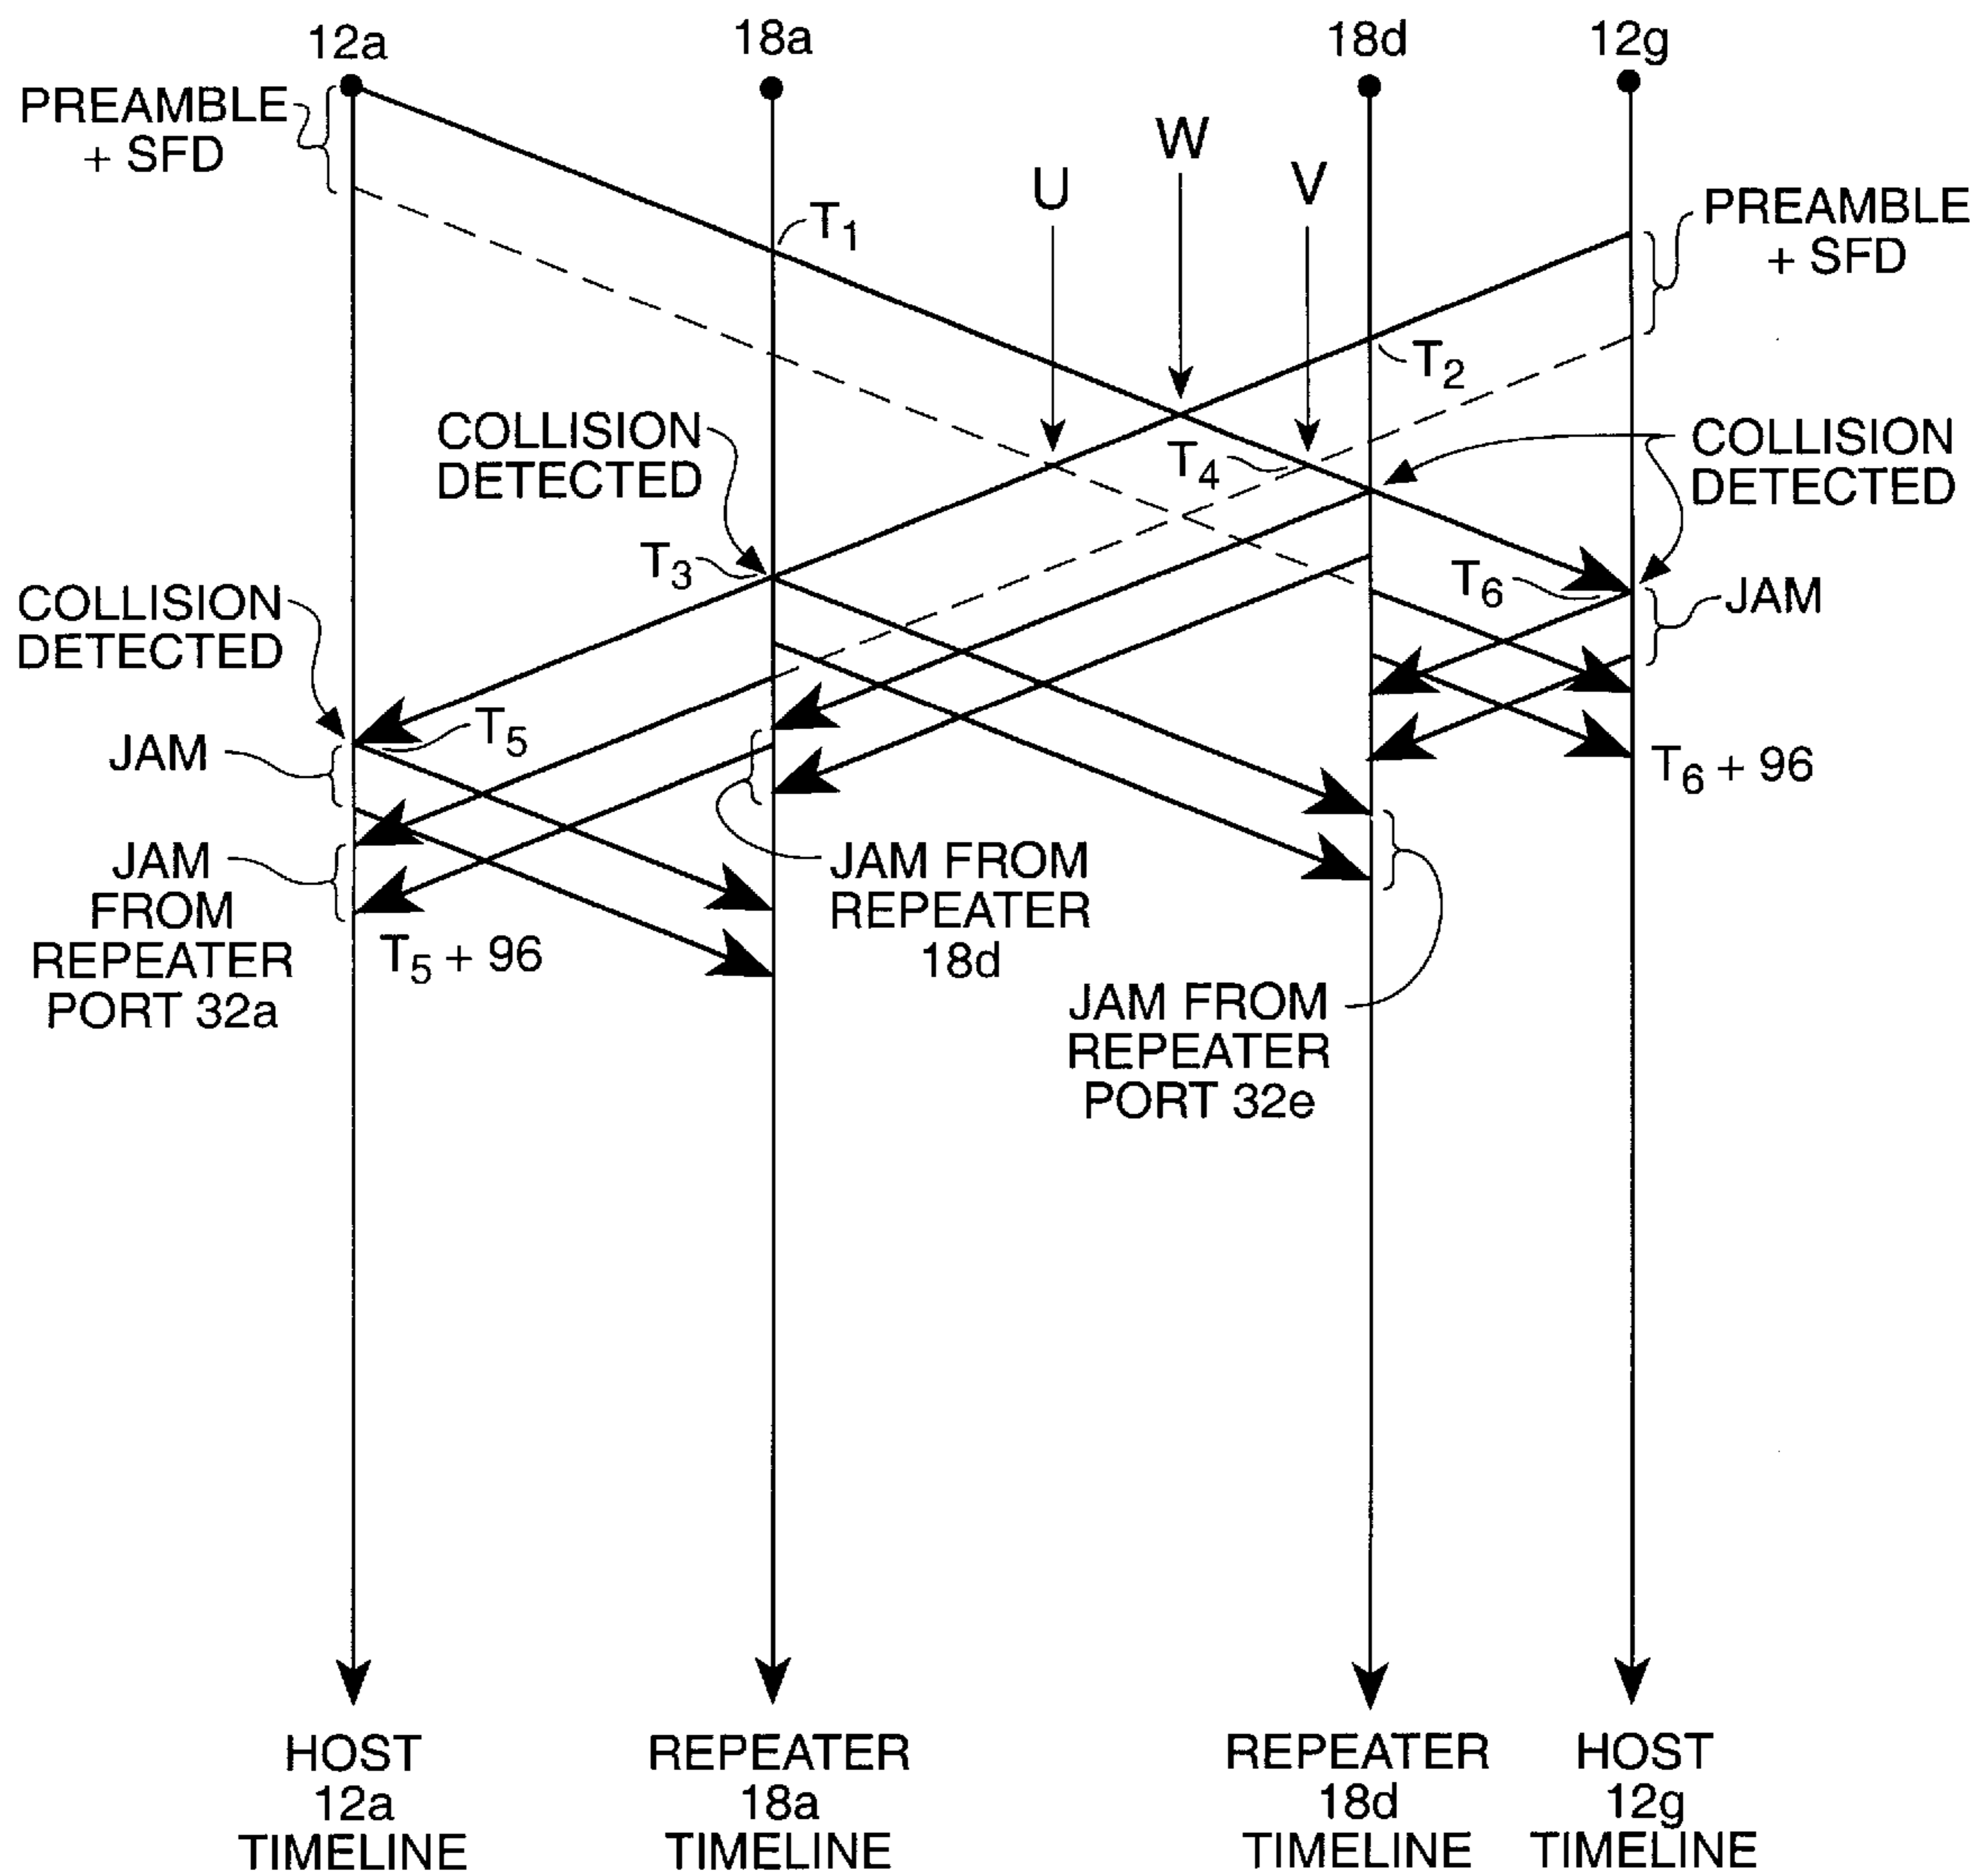 12a
18a
18d
12g
PREAMBLE
+ SFD
W
U
V
T1
PREAMBLE
+ SFD
T2
COLLISION
DETECTED
T4
COLLISION
DETECTED
T3
T6
JAM
COLLISION
DETECTED
T5
JAM
T6 + 96
JAM
FROM
REPEATER
PORT 32a
JAM FROM
REPEATER
18d
T5 + 96
JAM FROM
REPEATER
PORT 32e
HOST
12a
TIMELINE
REPEATER
18a
TIMELINE
REPEATER
18d
TIMELINE
HOST
12g
TIMELINE